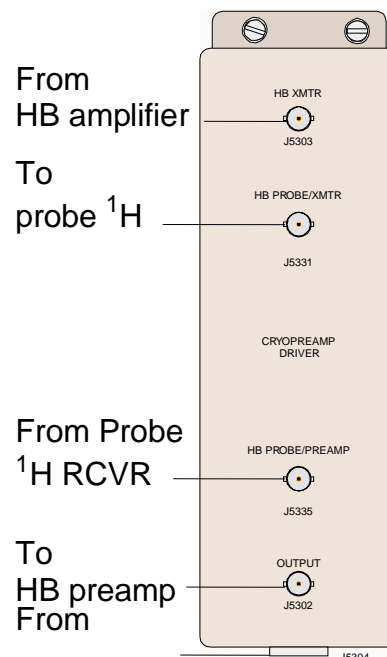 From
HB amplifier
HB XMTR
J5303
To
probe ¹H
HB PROBE/XMTR
J5331
CRYOPREAMP
DRIVER
From Probe
¹H RCVR
HB PROBE/PREAMP
J5335
To
HB preamp
From
OUTPUT
J5302
J5304